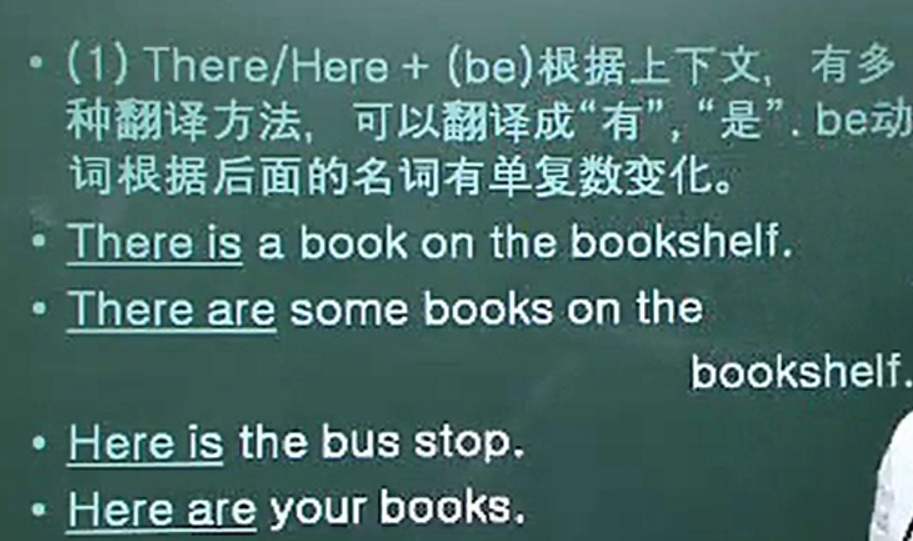 • (1) There/Here + (be)根据上下文, 有多
种翻译方法, 可以翻译成“有”, “是”. be动
词根据后面的名词有单复数变化。
• There is a book on the bookshelf.
• There are some books on the
bookshelf.
• Here is the bus stop.
• Here are your books.